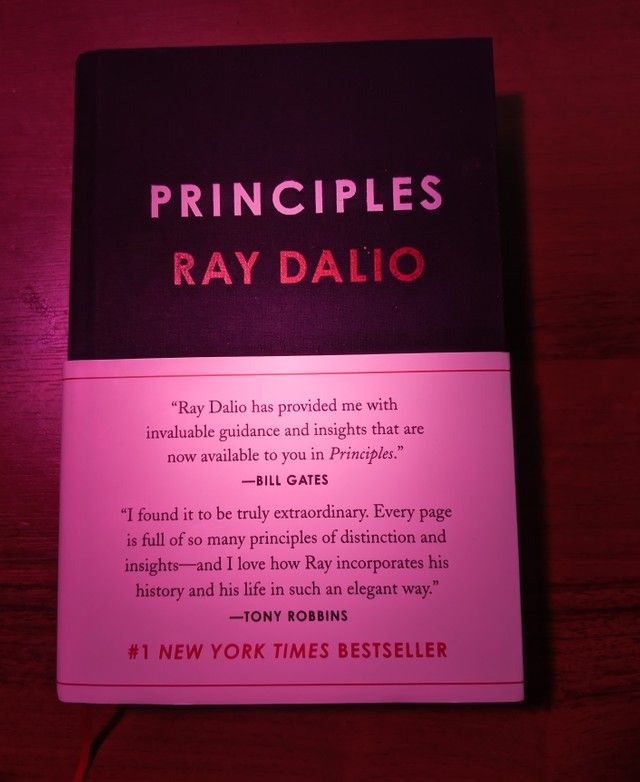 PRINCIPLES
RAY DALIO
“Ray Dalio has provided me with
invaluable guidance and insights that are
now available to you in Principles.”
—BILL GATES
“I found it to be truly extraordinary. Every page
is full of so many principles of distinction and
insights—and I love how Ray incorporates his
history and his life in such an elegant way.”
—TONY ROBBINS
#1 NEW YORK TIMES BESTSELLER